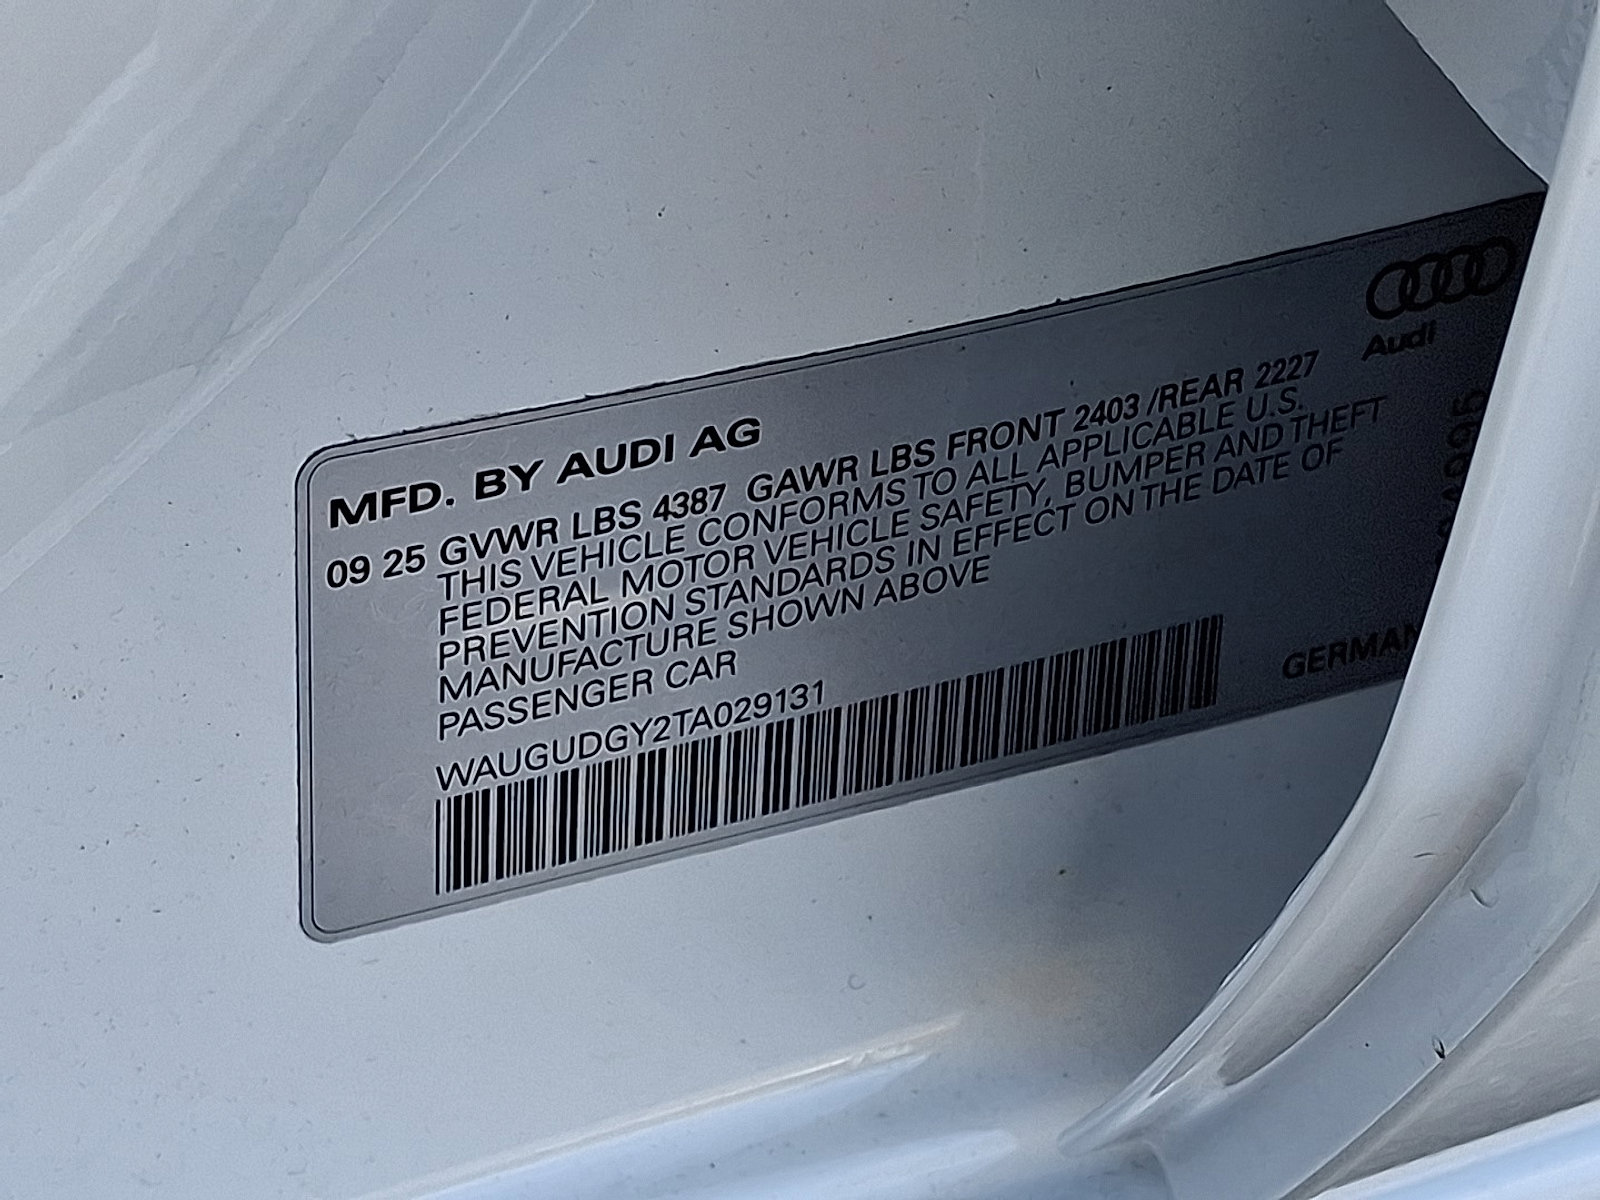 MFD. BY AUDI AG
09 25 GVWR LBS 4387 GAWR LBS FRONT 2403 /REAR 2227
THIS VEHICLE CONFORMS TO ALL APPLICABLE U.S.
FEDERAL MOTOR VEHICLE SAFETY, BUMPER AND THEFT
PREVENTION STANDARDS IN EFFECT ON THE DATE OF
MANUFACTURE SHOWN ABOVE
PASSENGER CAR
WAUGUDGY2TA029131
Audi
GERMAN